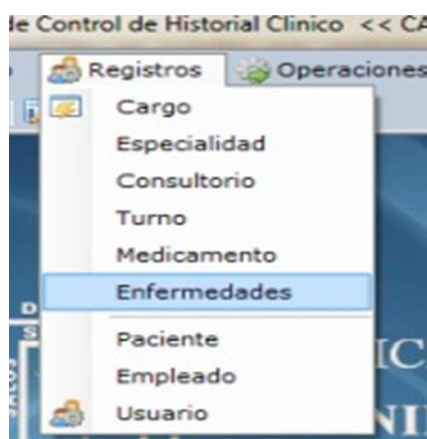 de Control de Historial Clinico << CA
Registros Operaciones
Cargo
Especialidad
Consultorio
Turno
Medicamento
Enfermedades
Paciente
Empleado
Usuario